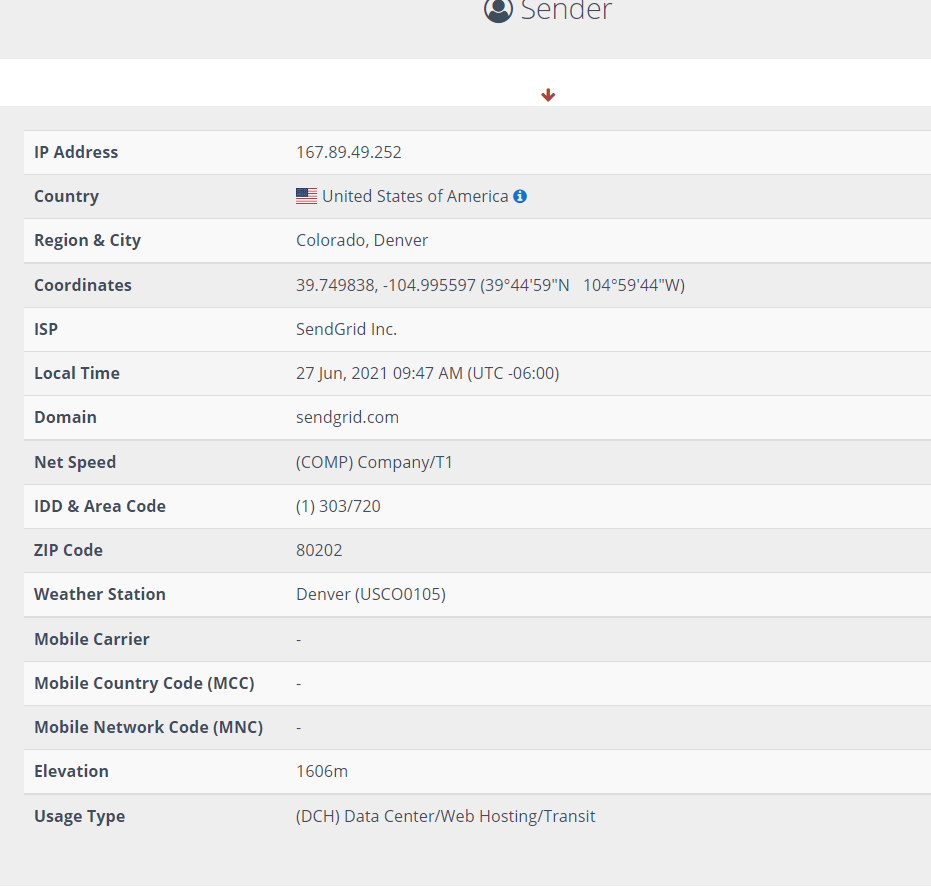 Sender
IP Address 167.89.49.252
Country United States of America
Region & City Colorado, Denver
Coordinates 39.749838, -104.995597 (39°44'59"N 104°59'44"W)
ISP SendGrid Inc.
Local Time 27 Jun, 2021 09:47 AM (UTC -06:00)
Domain sendgrid.com
Net Speed (COMP) Company/T1
IDD & Area Code (1) 303/720
ZIP Code 80202
Weather Station Denver (USCO0105)
Mobile Carrier -
Mobile Country Code (MCC) -
Mobile Network Code (MNC) -
Elevation 1606m
Usage Type (DCH) Data Center/Web Hosting/Transit